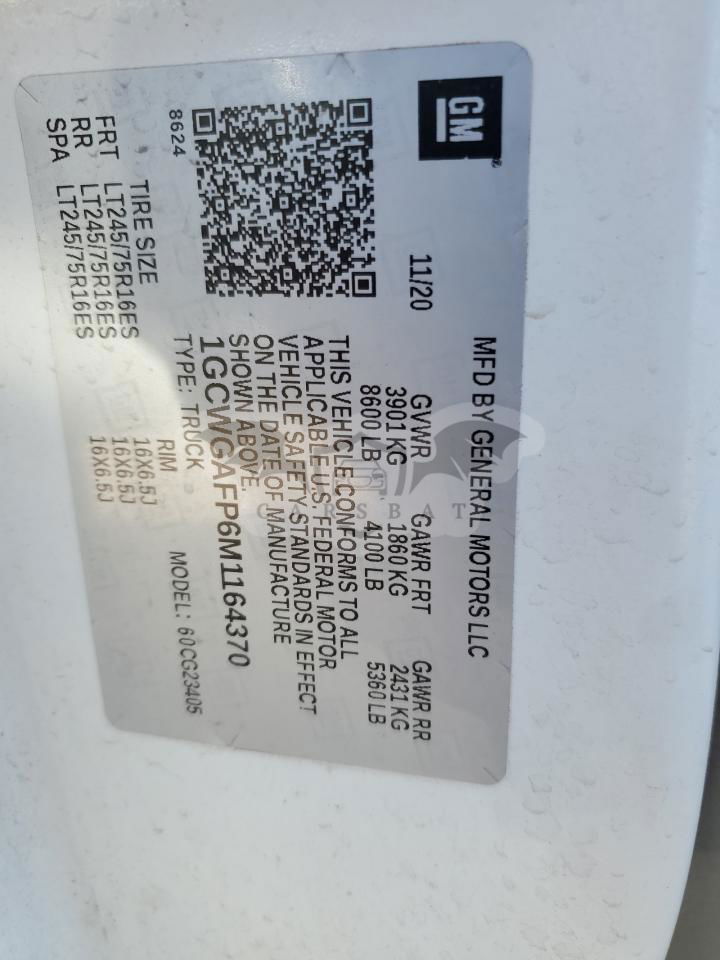 GM
MFD BY GENERAL MOTORS LLC
11/20
GVWR GAWR FRT GAWR RR
3901 KG 1860 KG 2431 KG
8600 LB 4100 LB 5360 LB
THIS VEHICLE CONFORMS TO ALL
APPLICABLE U.S. FEDERAL MOTOR
VEHICLE SAFETY STANDARDS IN EFFECT
ON THE DATE OF MANUFACTURE
SHOWN ABOVE.
1GCWGAFP6M1164370
8624
TYPE: TRUCK MODEL: 60CG23405
TIRE SIZE RIM
FRT LT245/75R16ES 16X6.5J
RR LT245/75R16ES 16X6.5J
SPA LT245/75R16ES 16X6.5J
CARSBAT